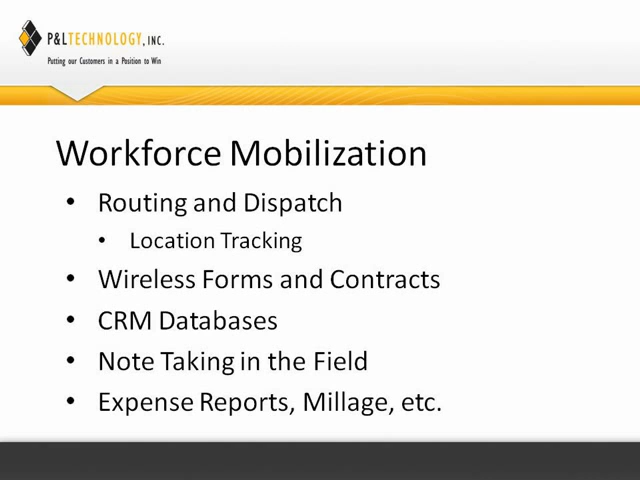 P&LTECHNOLOGY, INC.
Putting our Customers in a Position to Win
Workforce Mobilization
• Routing and Dispatch
• Location Tracking
• Wireless Forms and Contracts
• CRM Databases
• Note Taking in the Field
• Expense Reports, Millage, etc.